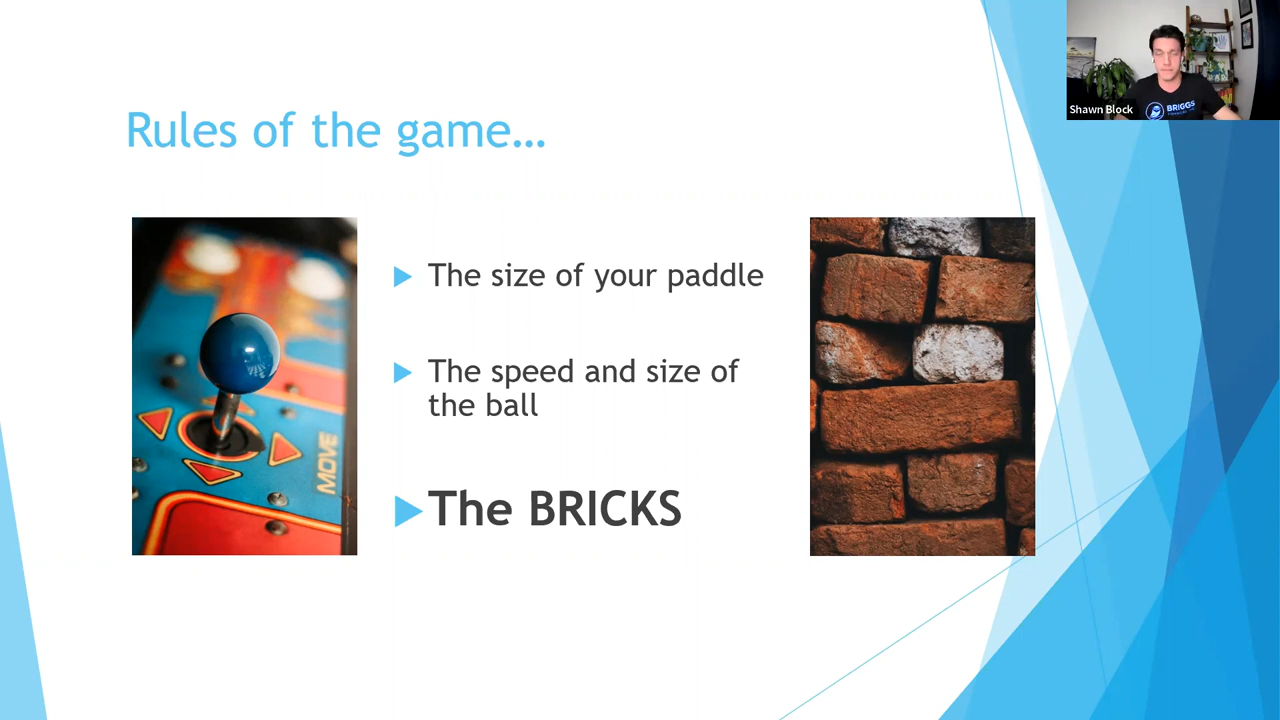 Rules of the game...
The size of your paddle
The speed and size of
the ball
The BRICKS
MOVE
Shawn Block
BRIGGS